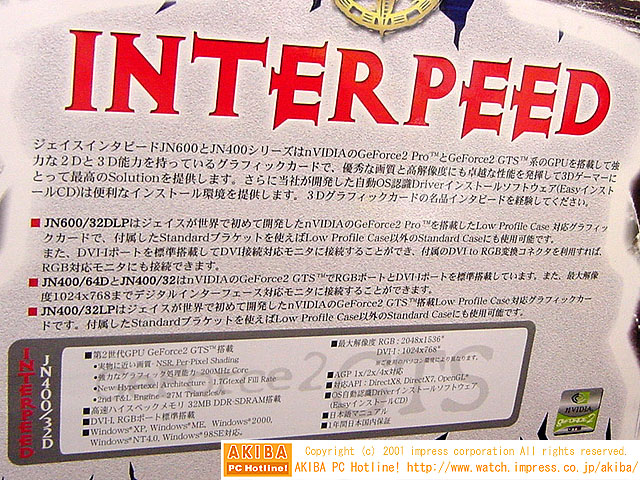 INTERPEED
ジェイスインタピードJN600とJN400シリーズはnVIDIAのGeForce2 Pro™とGeForce2 GTS™系のGPUを搭載して強
力な2Dと3D能力を持っているグラフィックカードで、優秀な画質と高解像度にも卓越な性能を発揮して3Dゲーマーに
とって最高のSolutionを提供します。さらに当社が開発した自動OS認識Driverインストールソフトウェア(Easyインスト
ールCD)は便利なインストール環境を提供します。3Dグラフィックカードの名品インタピードを経験してください。
■ JN600/32DLPはジェイスが世界で初めて開発したnVIDIAのGeForce2 Pro™を搭載したLow Profile Case 対応グラフィッ
クカードで、付属したStandardブラケットを使えばLow Profile Case以外のStandard Caseにも使用可能です。
また、DVI-Iポートを標準搭載してDVI接続対応モニタに接続することができ、付属のDVI to RGB変換コネクタを利用すれば、
RGB対応モニタにも接続できます。
■ JN400/64DとJN400/32はnVIDIAのGeForce2 GTS™でRGBポートとDVI-Iポートを標準搭載しています。また、最大解像
度1024x768までデジタルインターフェース対応モニタに接続することができます。
■ JN400/32LPはジェイスが世界で初めて開発したnVIDIAのGeForce2 GTS™搭載Low Profile Case 対応グラフィックカー
ドです。付属したStandardブラケットを使えばLow Profile Case以外のStandard Caseにも使用可能です。
INTERPEED
JN400/32D
■ 第2世代GPU GeForce2 GTS™搭載
• 実物に近い画質 - NSR, Per-Pixel Shading
• 強力なグラフィック処理能力 - 200MHz Core
• New Hypertexel Architecture - 1.7Gtexel Fill Rate
• 2nd T&L Engine - 27M Triangles/s
■ 高速ハイスペックメモリ 32MB DDR-SDRAM搭載
■ DVI-I, RGBポート標準搭載
■ Windows® XP, Windows® ME, Windows® 2000,
Windows® NT4.0, Windows® 98SE対応。
■ 最大解像度 RGB : 2048x1536*
DVI-I : 1024x768*
※ご使用のパソコン環境により異なります。
■ AGP 1x/2x/4x対応
■ 対応API : DirectX8, DirectX7, OpenGL®
■ OS自動認識Driverインストールソフトウェア
(EasyインストールCD)
■ 日本語マニュアル
■ 1年間日本国内保証
NVIDIA
GEFORCE2
AKIBA
PC Hotline!
Copyright (c) 2001 impress corporation All rights reserved.
AKIBA PC Hotline! http://www.watch.impress.co.jp/akiba/